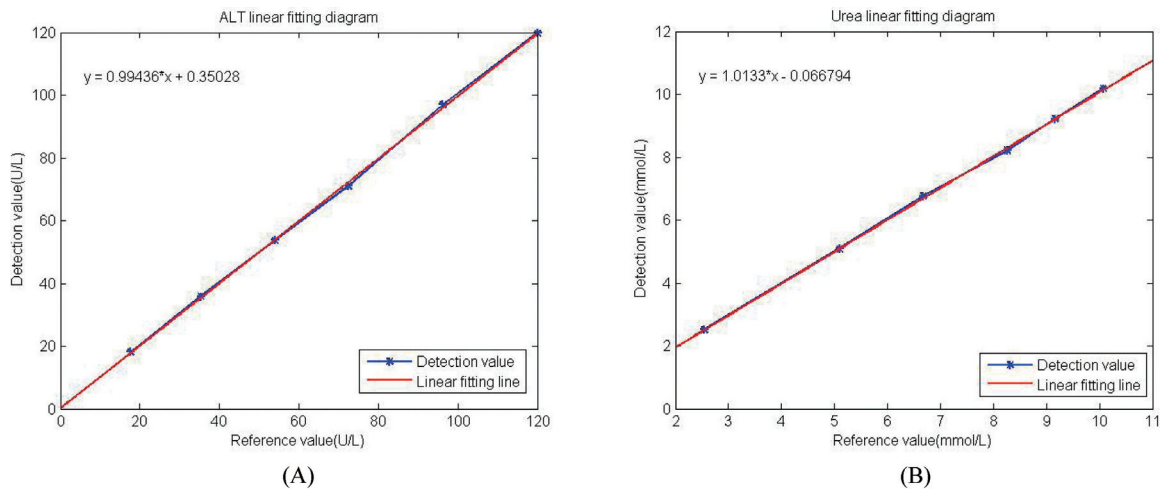 ALT linear fitting diagram
120
100
80
60
40
20
0
y = 0.99436*x + 0.35028
Detection value(U/L)
Detection value
Linear fitting line
0 20 40 60 80 100 120
Reference value(U/L)
(A)
Urea linear fitting diagram
12
10
8
6
4
2
0
y = 1.0133*x - 0.066794
Detection value(mmol/L)
Detection value
Linear fitting line
2 3 4 5 6 7 8 9 10 11
Reference value(mmol/L)
(B)